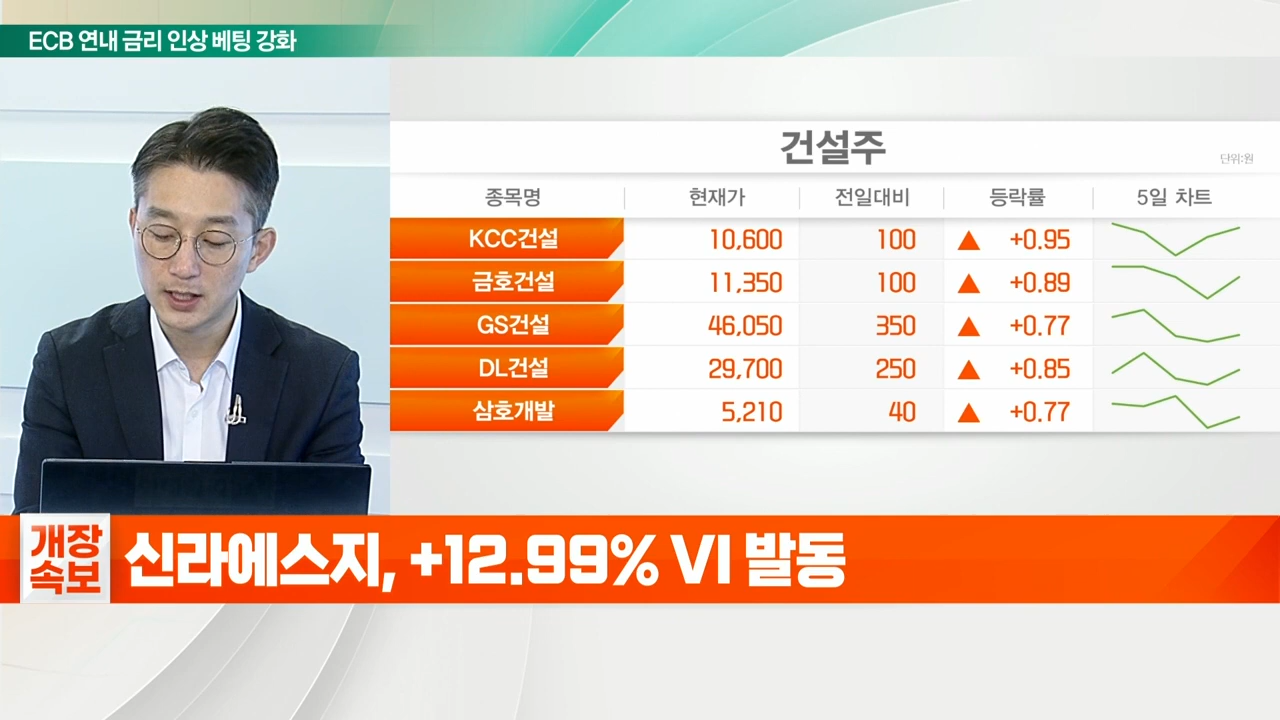 ECB 연내 금리 인상 베팅 강화
건설주
단위:원
종목명 현재가 전일대비 등락률 5일 차트
KCC건설 10,600 100 ▲ +0.95
금호건설 11,350 100 ▲ +0.89
GS건설 46,050 350 ▲ +0.77
DL건설 29,700 250 ▲ +0.85
삼호개발 5,210 40 ▲ +0.77
개장
속보
신라에스지, +12.99% VI 발동